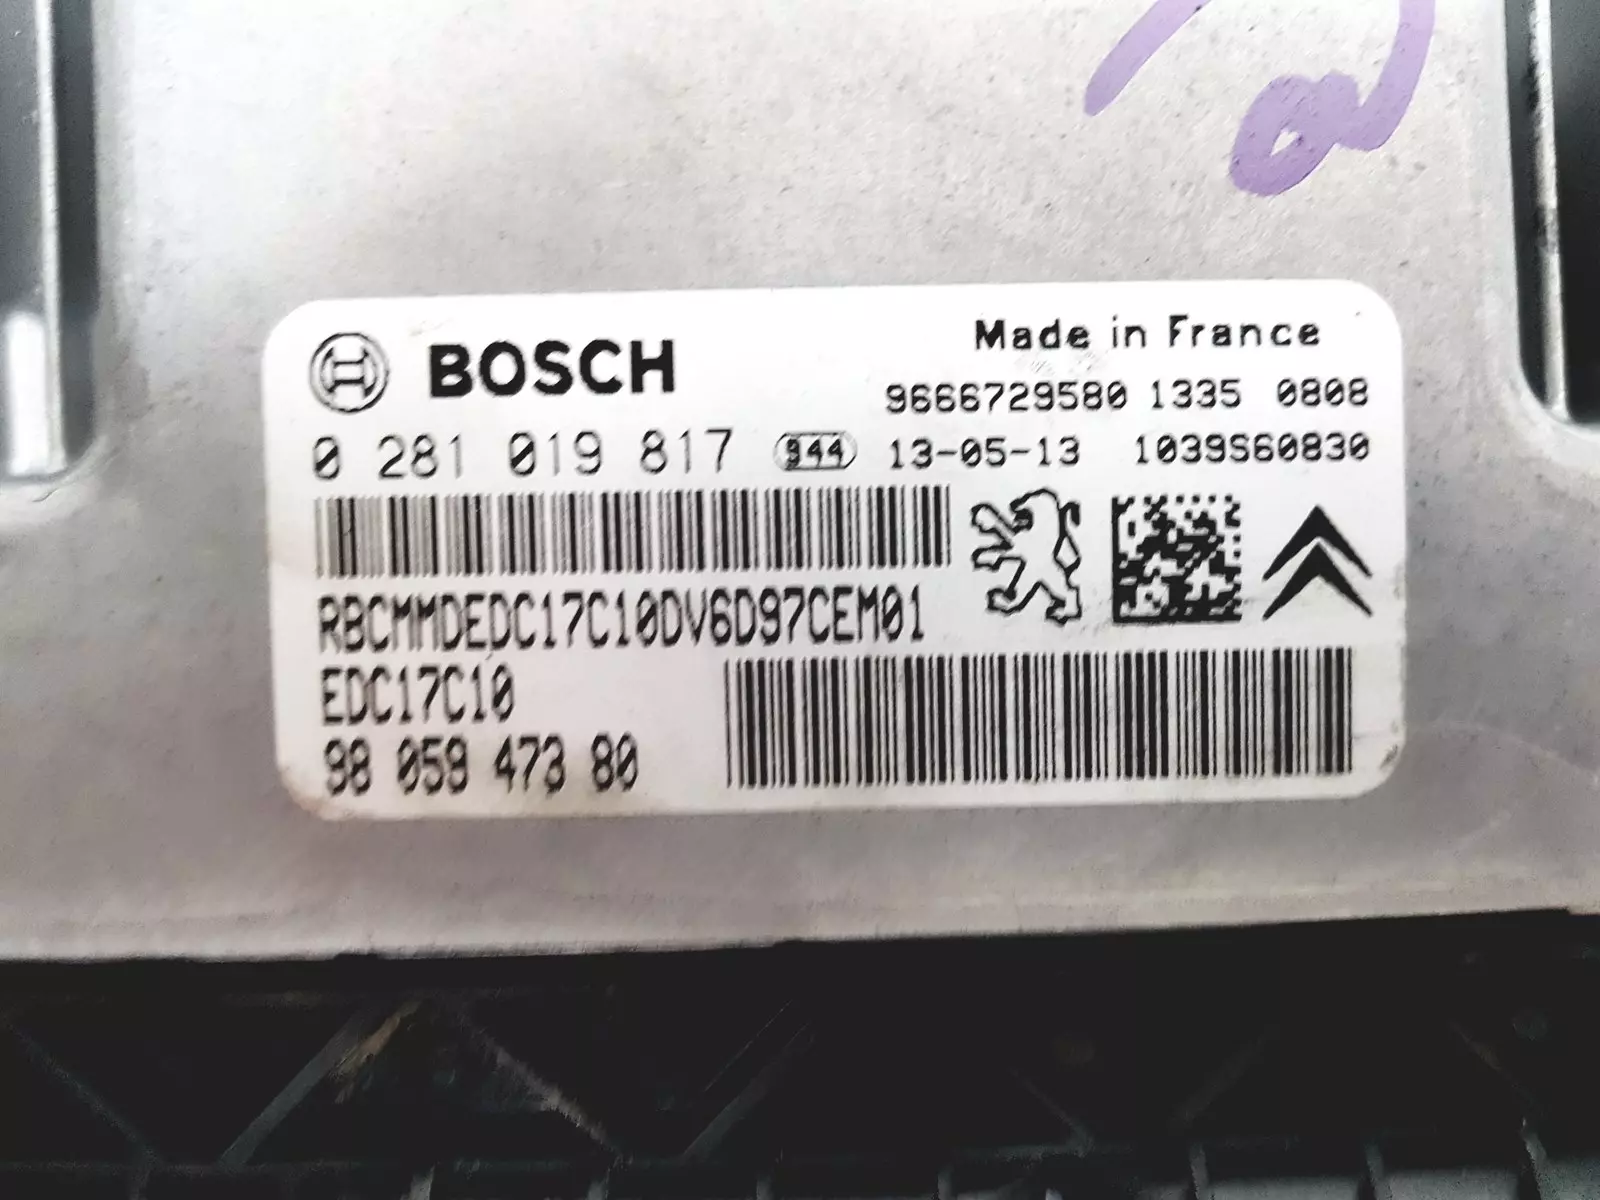 BOSCH
Made in France
9666729580 1335 0808
0 281 019 817 944 13-05-13 1039S60830
RBCMMDEDC17C10DV6D97CEM01
EDC17C10
98 059 473 80